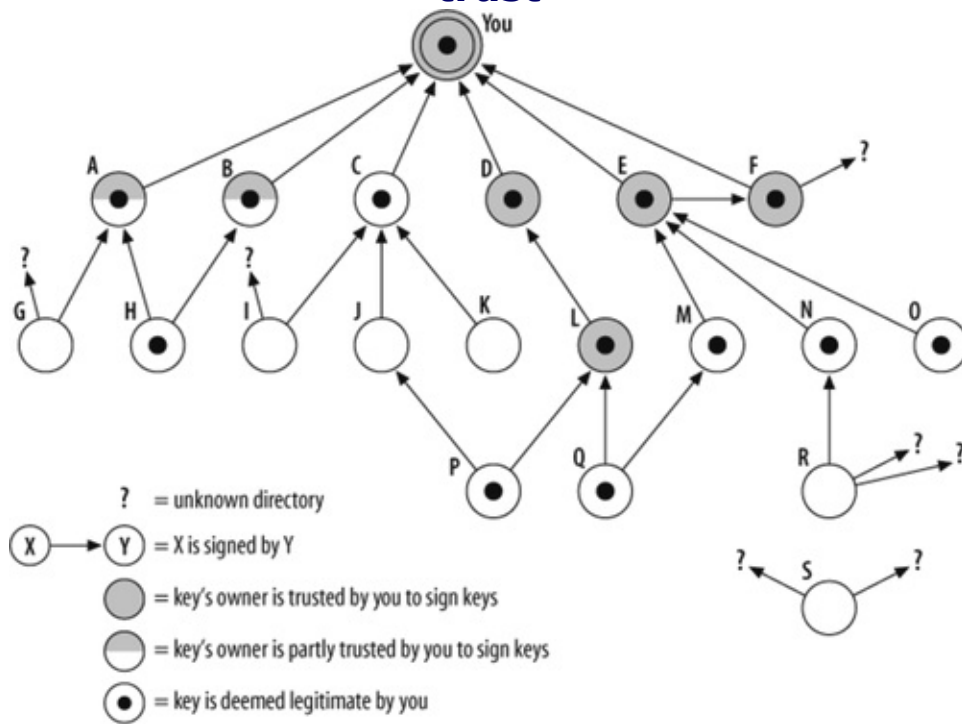 trust
You
A
B
C
D
E
F
?
?
?
G
H
I
J
K
L
M
N
O
P
Q
R
?
?
? = unknown directory
X Y = X is signed by Y
? S ?
= key's owner is trusted by you to sign keys
= key's owner is partly trusted by you to sign keys
= key is deemed legitimate by you